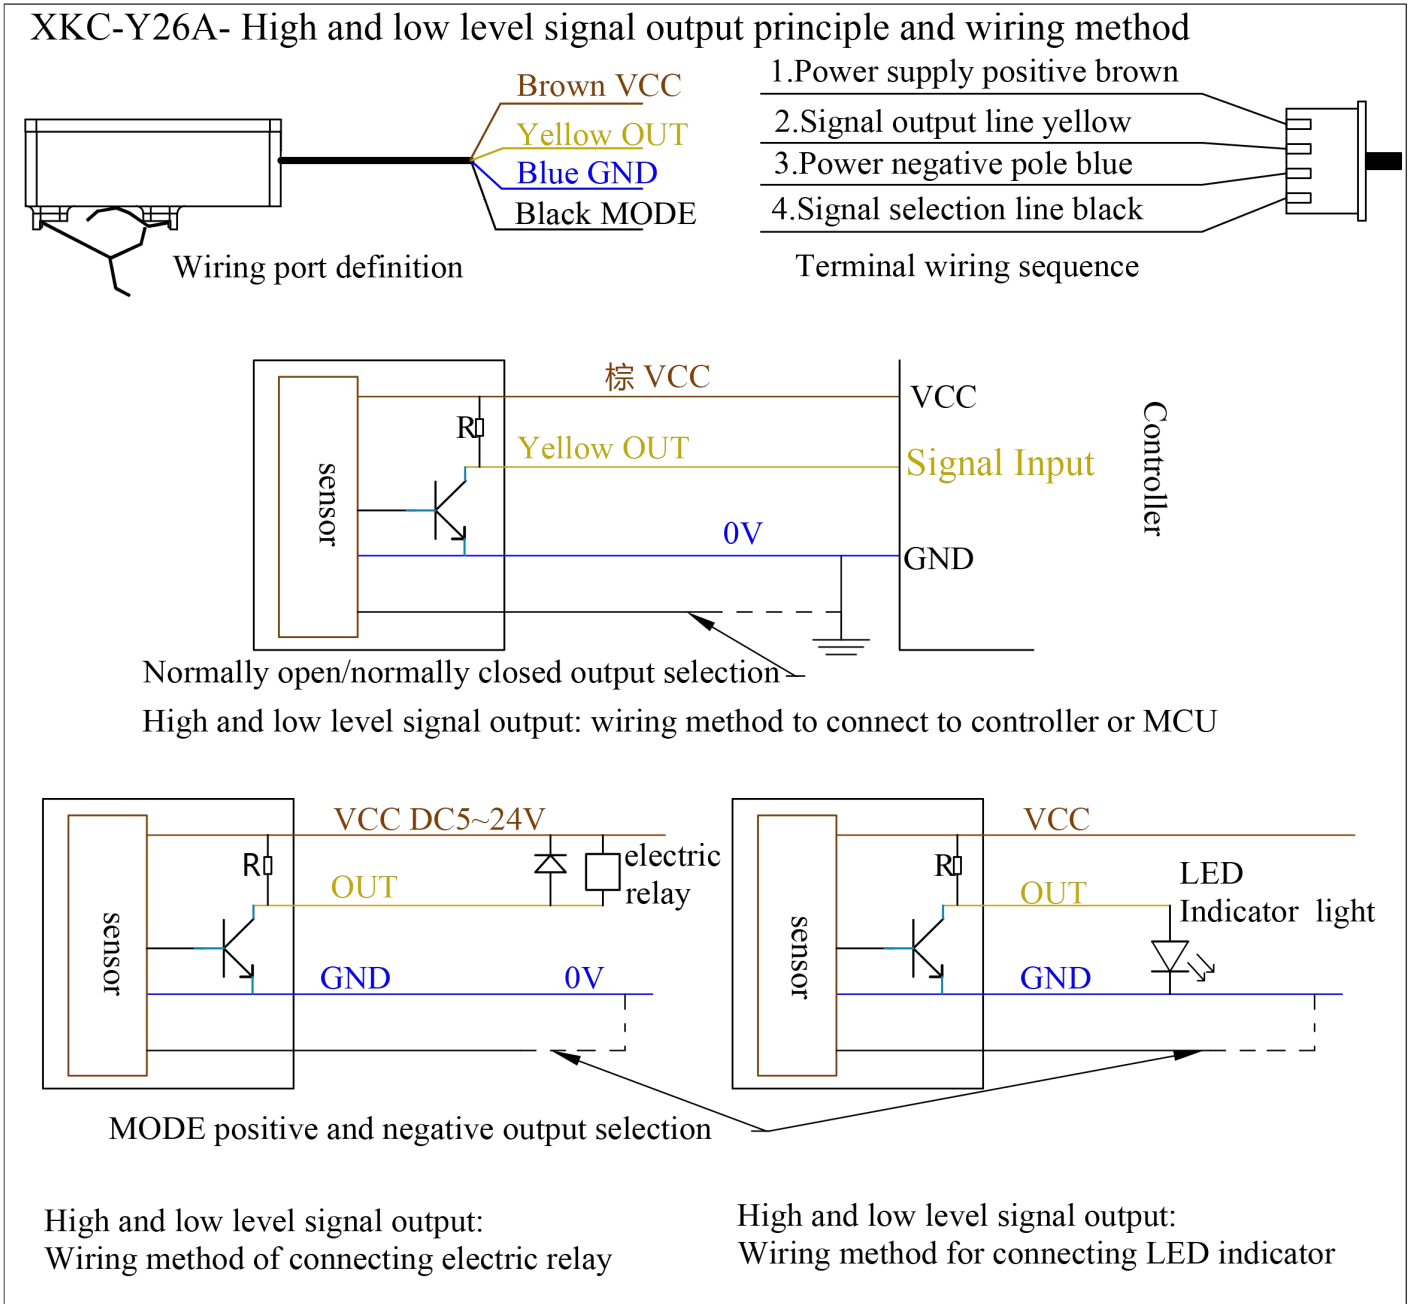 XKC-Y26A- High and low level signal output principle and wiring method
Brown VCC
Yellow OUT
Blue GND
Black MODE
Wiring port definition
1.Power supply positive brown
2.Signal output line yellow
3.Power negative pole blue
4.Signal selection line black
Terminal wiring sequence
sensor
R
棕 VCC
Yellow OUT
0V
VCC
Signal Input
GND
Controller
Normally open/normally closed output selection
High and low level signal output: wiring method to connect to controller or MCU
sensor
R
VCC DC5~24V
OUT
electric
relay
GND
0V
sensor
R
VCC
OUT
LED
Indicator light
GND
MODE positive and negative output selection
High and low level signal output:
Wiring method of connecting electric relay
High and low level signal output:
Wiring method for connecting LED indicator